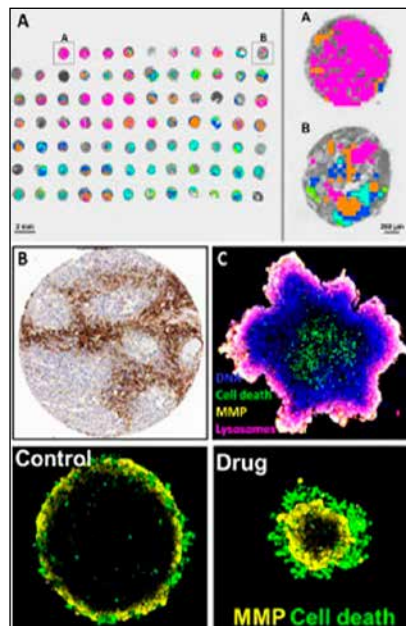 A
A B
A
B
2 mm
200 µm
B
C
DNA
Cell death
MMP
Lysosomes
Control
Drug
MMP Cell death